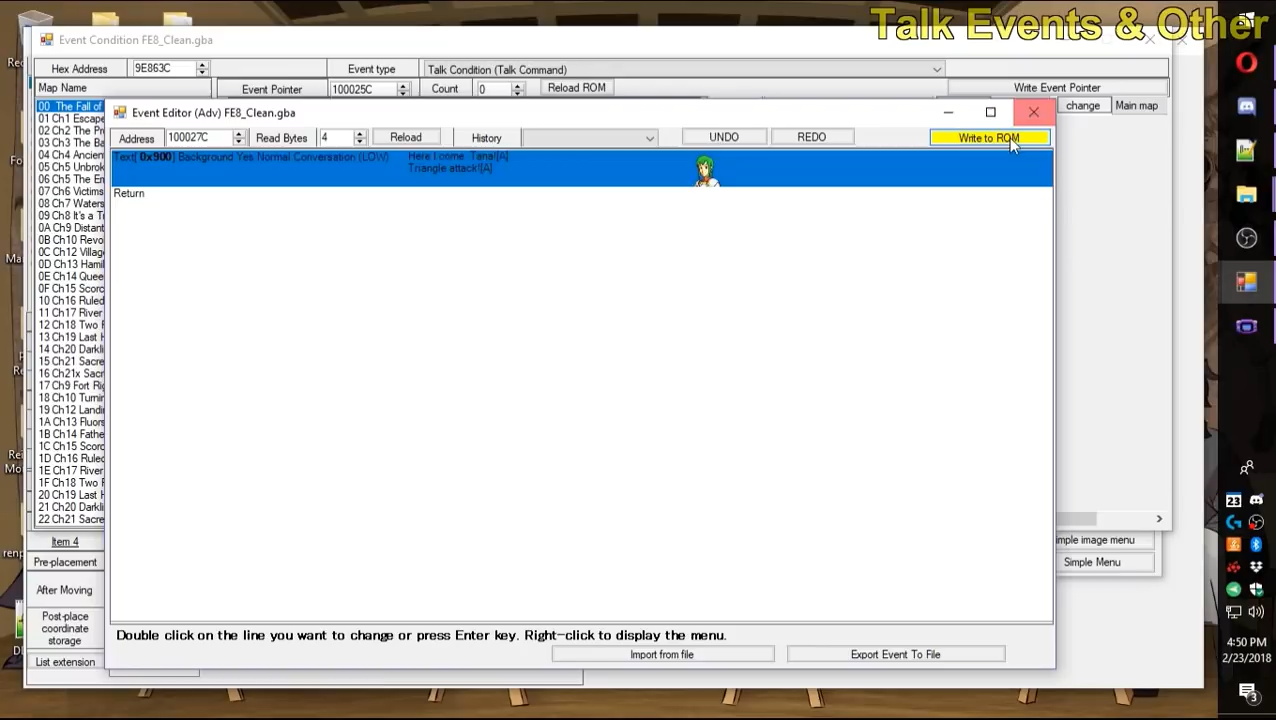 Talk Events & Other
Event Condition FE8_Clean.gba
Hex Address 9E863C Event type Talk Condition (Talk Command)
Map Name Event Pointer 100025C Count 0 Reload ROM Write Event Pointer
change Main map
Event Editor (Adv) FE8_Clean.gba
Address 100027C Read Bytes 4 Reload History UNDO REDO Write to ROM
Text[ 0x900] Background Yes Normal Conversation (LOW) Here I come Tana![A]
Triangle attack![A]
Return
00 The Fall of
01 Ch1 Escape
02 Ch2 The Pr
03 Ch3 The Ba
04 Ch4 Ancien
05 Ch5 Unbrok
06 Ch5 The En
07 Ch6 Victims
08 Ch7 Waters
09 Ch8 It's a T
0A Ch9 Distant
0B Ch10 Revo
0C Ch12 Villag
0D Ch13 Hamil
0E Ch14 Quee
0F Ch15 Scorc
10 Ch16 Ruled
11 Ch17 River
12 Ch18 Two F
13 Ch19 Last H
14 Ch20 Darkli
15 Ch21 Sacre
16 Ch21x Sacr
17 Ch9 Fort Ri
18 Ch10 Turnin
19 Ch12 Landin
1A Ch13 Fluors
1B Ch14 Fathe
1C Ch15 Scorc
1D Ch16 Ruled
1E Ch17 River
1F Ch18 Two F
20 Ch19 Last H
21 Ch20 Darkli
22 Ch21 Sacre
Item 4
Pre-placement
After Moving
Post-place
coordinate
storage
List extension
imple image menu
Simple Menu
Double click on the line you want to change or press Enter key. Right-click to display the menu.
Import from file Export Event To File
23
4:50 PM
2/23/2018
3